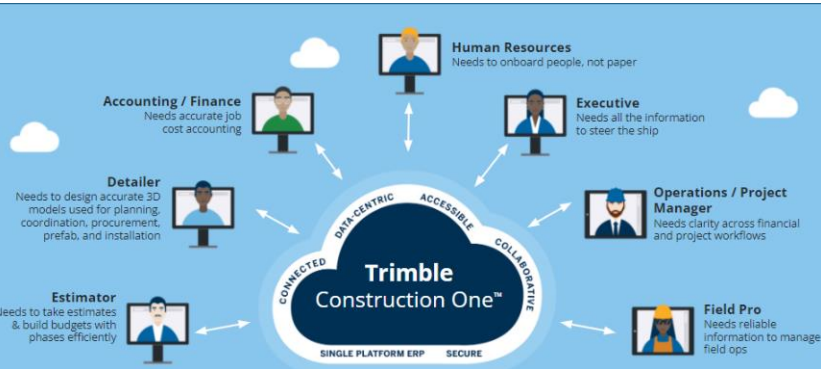 Human Resources
Needs to onboard people, not paper
Accounting / Finance
Needs accurate job
cost accounting
Executive
Needs all the information
to steer the ship
Detailer
Needs to design accurate 3D
models used for planning,
coordination, procurement,
prefab, and installation
Operations / Project
Manager
Needs clarity across financial
and project workflows
Estimator
Needs to take estimates
& build budgets with
phases efficiently
Field Pro
Needs reliable
information to manage
field ops
CONNECTED
DATA-CENTRIC
ACCESSIBLE
COLLABORATIVE
Trimble
Construction One™
SINGLE PLATFORM ERP
SECURE